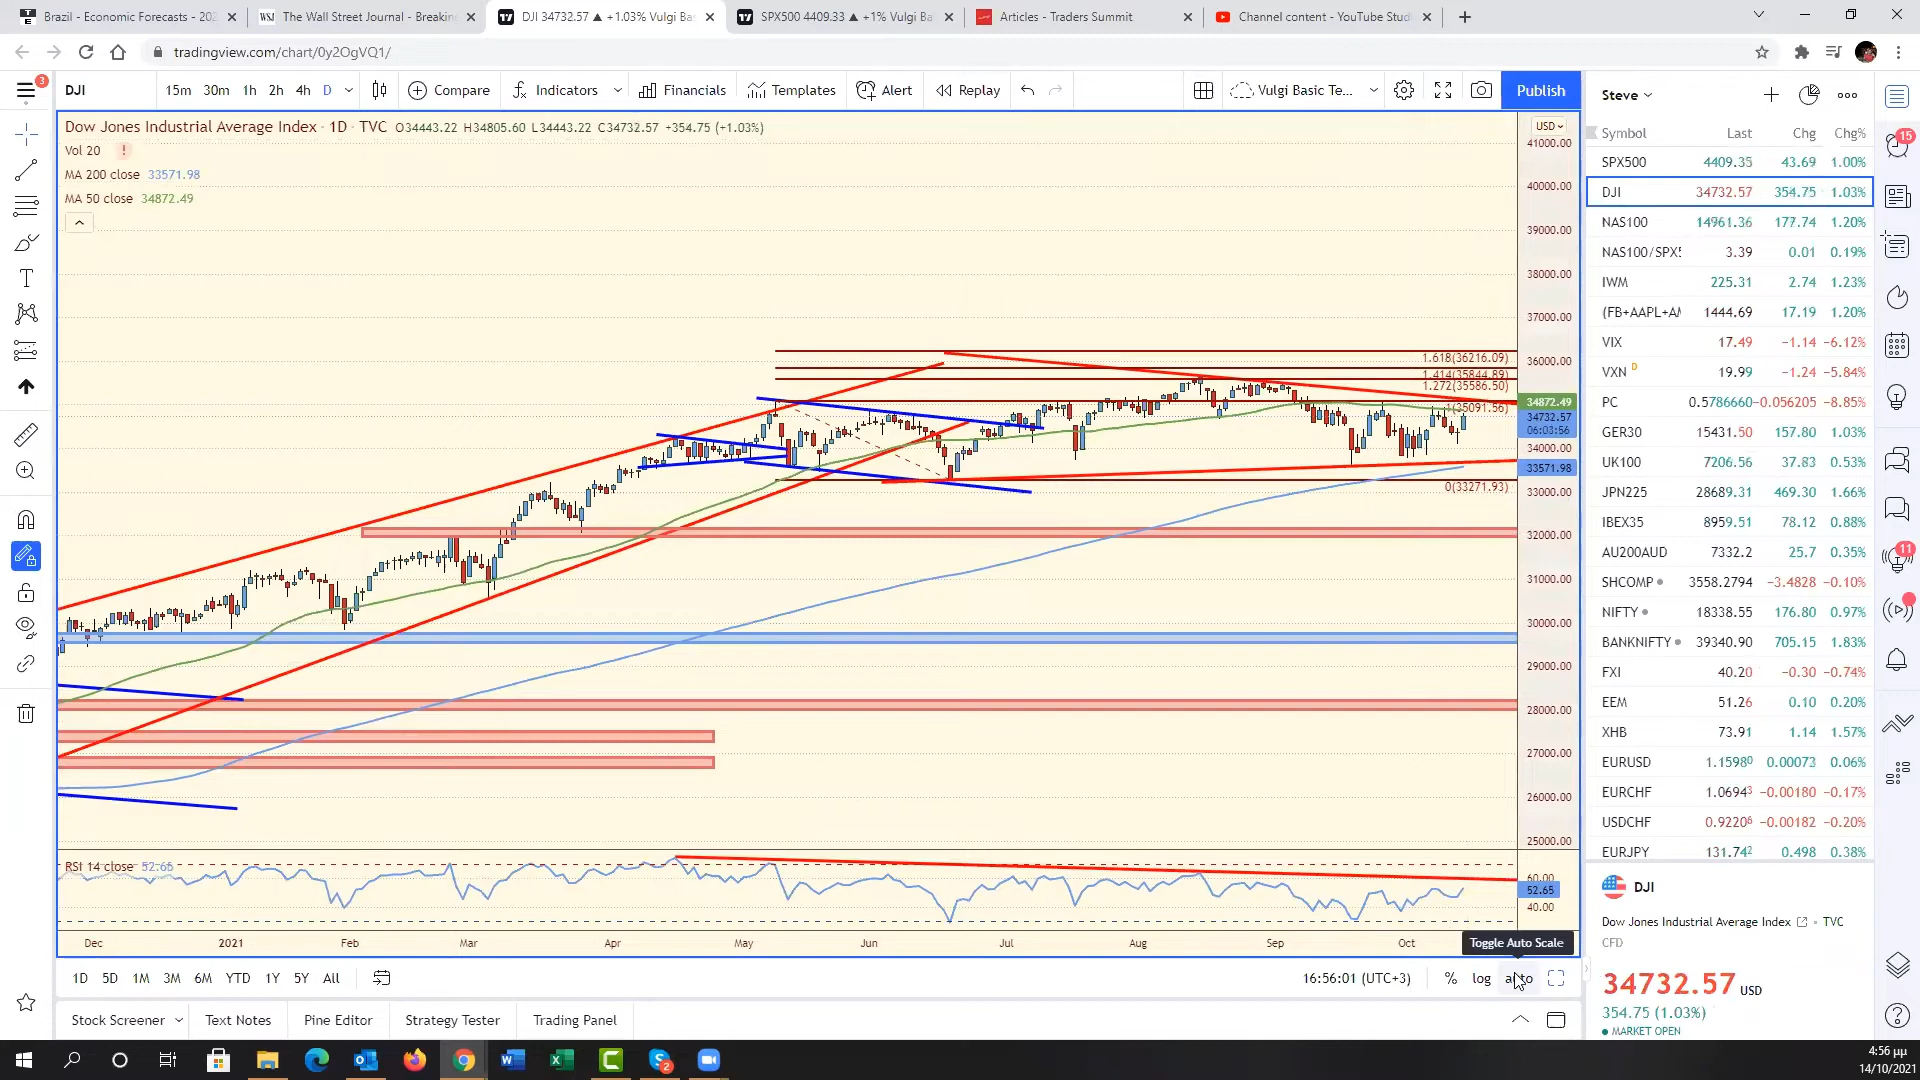 Brazil - Economic Forecasts - 202
The Wall Street Journal - Breakin
DJI 34732.57 ▲ +1.03% Vulgi Ba
SPX500 4409.33 ▲ +1% Vulgi Ba
Articles - Traders Summit
Channel content - YouTube Stud
tradingview.com/chart/0y2OgVQ1/
3
DJI
15m 30m 1h 2h 4h D
Compare
Indicators
Financials
Templates
Alert
Replay
Vulgi Basic Te...
Publish
Steve
Dow Jones Industrial Average Index · 1D · TVC O34443.22 H34805.60 L34443.22 C34732.57 +354.75 (+1.03%)
Vol 20 !
MA 200 close 33571.98
MA 50 close 34872.49
USD
41000.00
40000.00
39000.00
38000.00
37000.00
36000.00
34872.49
34732.57
06:03:56
34000.00
33571.98
33000.00
32000.00
31000.00
30000.00
29000.00
28000.00
27000.00
26000.00
25000.00
1.618(36216.09)
1.414(35844.89)
1.272(35586.50)
1(35091.56)
0(33271.93)
RSI 14 close 52.65
60.00
52.65
40.00
Dec 2021 Feb Mar Apr May Jun Jul Aug Sep Oct
Toggle Auto Scale
1D 5D 1M 3M 6M YTD 1Y 5Y All
16:56:01 (UTC+3) % log auto
Stock Screener Text Notes Pine Editor Strategy Tester Trading Panel
Symbol Last Chg Chg%
SPX500 4409.35 43.69 1.00%
DJI 34732.57 354.75 1.03%
NAS100 14961.36 177.74 1.20%
NAS100/SPX5 3.39 0.01 0.19%
IWM 225.31 2.74 1.23%
(FB+AAPL+AM 1444.69 17.19 1.20%
VIX 17.49 −1.14 −6.12%
VXN D 19.99 −1.24 −5.84%
PC 0.5786660 −0.056205 −8.85%
GER30 15431.50 157.80 1.03%
UK100 7206.56 37.83 0.53%
JPN225 28689.31 469.30 1.66%
IBEX35 8959.51 78.12 0.88%
AU200AUD 7332.2 25.7 0.35%
SHCOMP 3558.2794 −3.4828 −0.10%
NIFTY 18338.55 176.80 0.97%
BANKNIFTY 39340.90 705.15 1.83%
FXI 40.20 −0.30 −0.74%
EEM 51.26 0.10 0.20%
XHB 73.91 1.14 1.57%
EURUSD 1.15980 0.00073 0.06%
EURCHF 1.06943 −0.00180 −0.17%
USDCHF 0.92206 −0.00182 −0.20%
EURJPY 131.742 0.498 0.38%
DJI
Dow Jones Industrial Average Index · TVC
CFD
34732.57 USD
354.75 (1.03%)
MARKET OPEN
15
11
2
4:56 μμ
14/10/2021